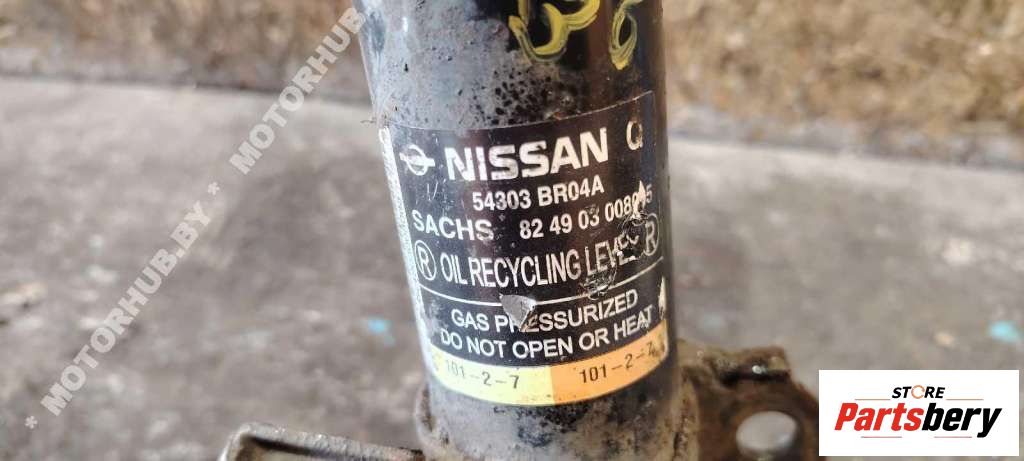 NISSAN Q
54303 BR04A
SACHS 82 49 03
R OIL RECYCLING LEVEL R
GAS PRESSURIZED
DO NOT OPEN OR HEAT
101-2-7 101-2-7
* MOTORHUB.BY * MOTORHUB
STORE
Partsbery